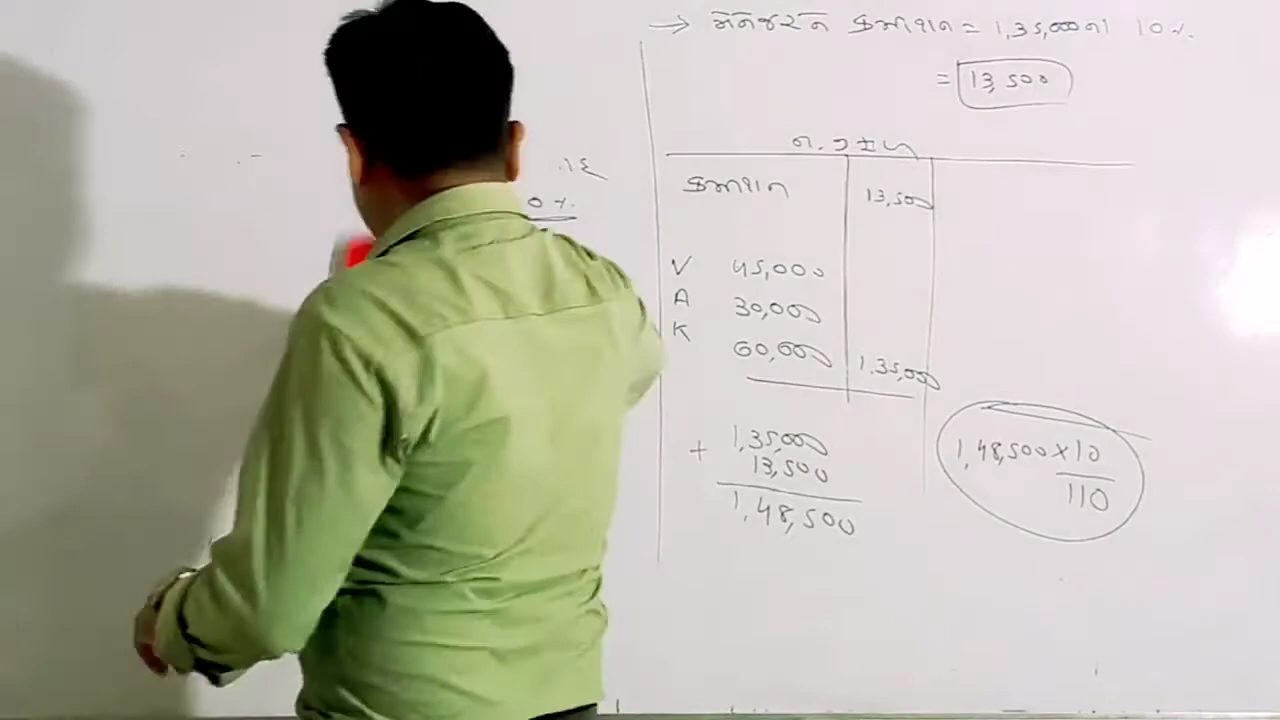 → મેનેજરન કમિશન = 1,35,000ના 10%.
= 13,500
કમિશન 13,500
V 45,000
A 30,000
K 60,000 1,35,000
+ 1,35,000
13,500
1,48,500
1,48,500 × 10
110
0%.